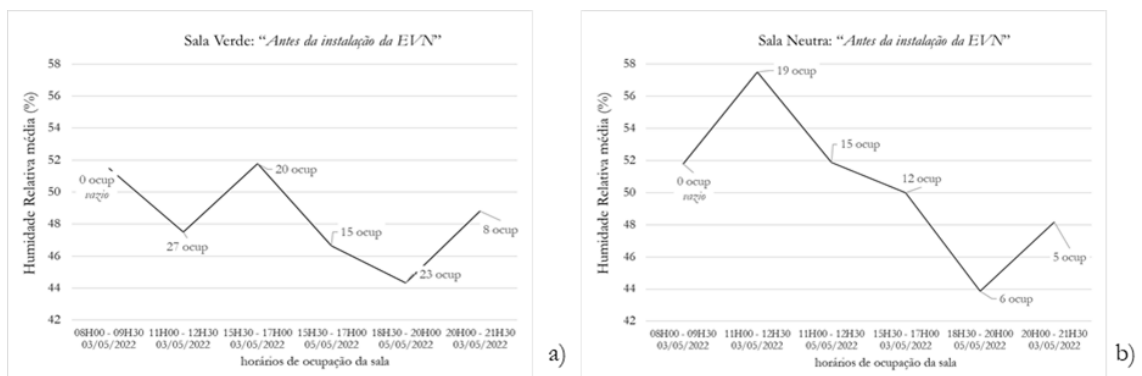 Sala Verde: “Antes da instalação da EVN”
Humidade Relativa média (%)
58
56
54
52
50
48
46
44
42
0 ocup
vazio
27 ocup
20 ocup
15 ocup
23 ocup
8 ocup
08H00 - 09H30 11H00 - 12H30 15H30 - 17H00 15H30 - 17H00 18H30 - 20H00 20H00 - 21H30
03/05/2022 03/05/2022 03/05/2022 05/05/2022 05/05/2022 03/05/2022
horários de ocupação da sala
a)
Sala Neutra: “Antes da instalação da EVN”
Humidade Relativa média (%)
58
56
54
52
50
48
46
44
42
0 ocup
vazio
19 ocup
15 ocup
12 ocup
6 ocup
5 ocup
08H00 - 09H30 11H00 - 12H30 11H00 - 12H30 15H30 - 17H00 18H30 - 20H00 20H00 - 21H30
03/05/2022 03/05/2022 05/05/2022 03/05/2022 05/05/2022 03/05/2022
horários de ocupação da sala
b)